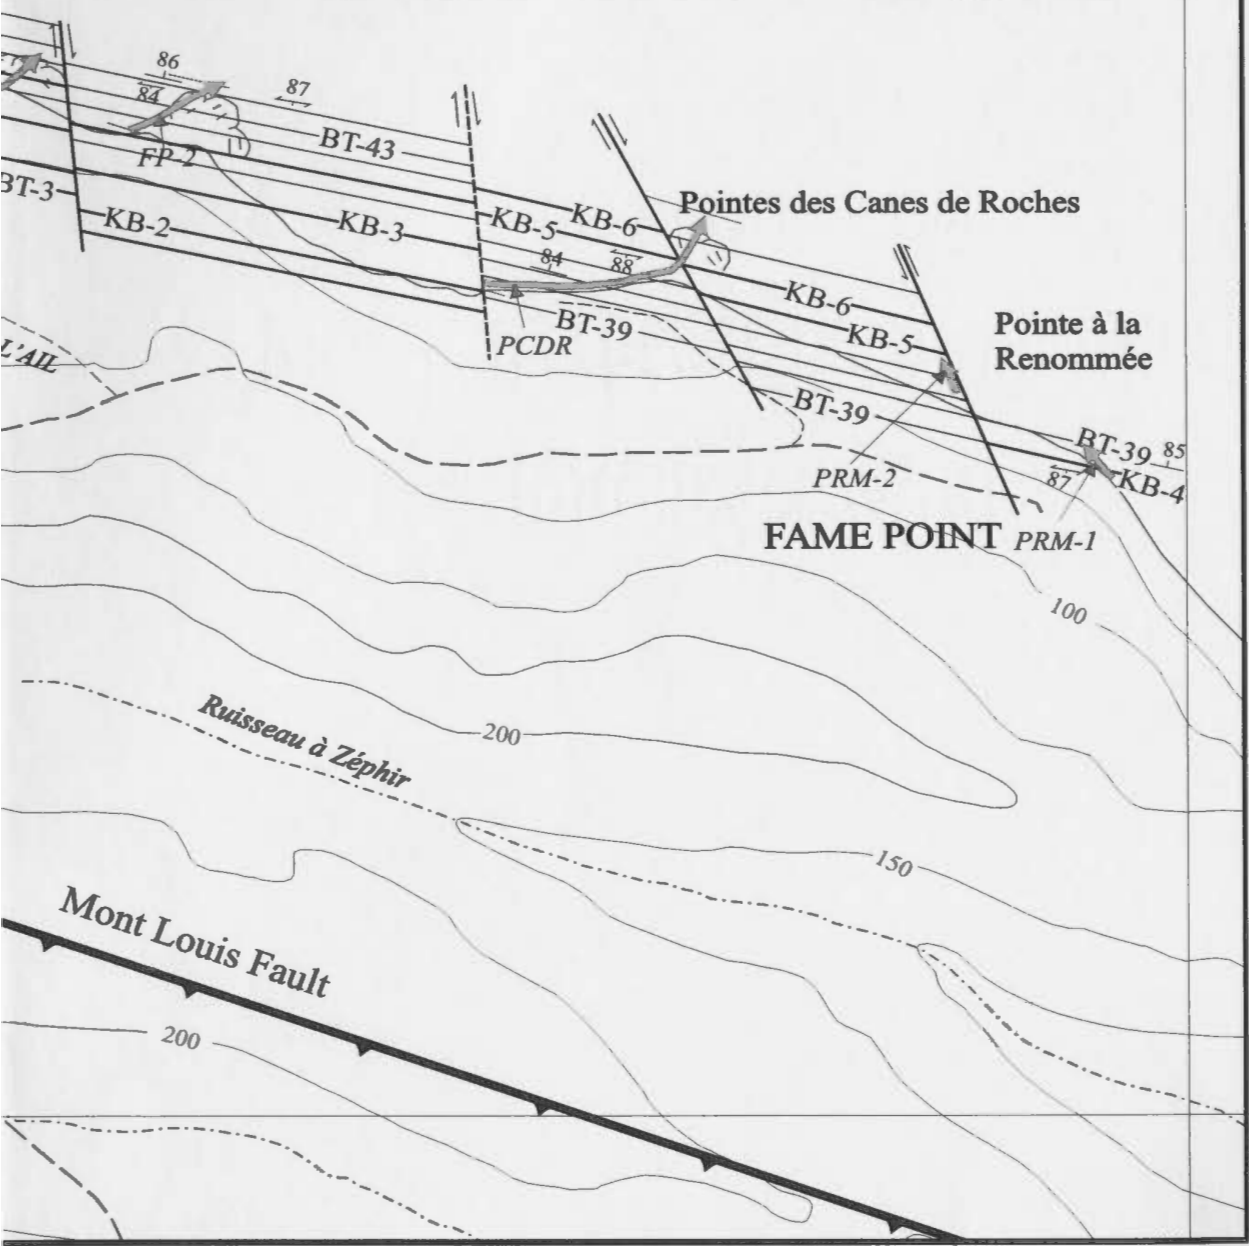 86
84
87
BT-43
FP-2
BT-3
KB-2
KB-3
KB-5
KB-6
Pointes des Canes de Roches
84
88
KB-6
KB-5
Pointe à la
Renommée
BT-39
PCDR
L'AIL
BT-39
BT-39
85
87
KB-4
PRM-2
FAME POINT
PRM-1
100
Ruisseau à Zéphir
200
150
Mont Louis Fault
200